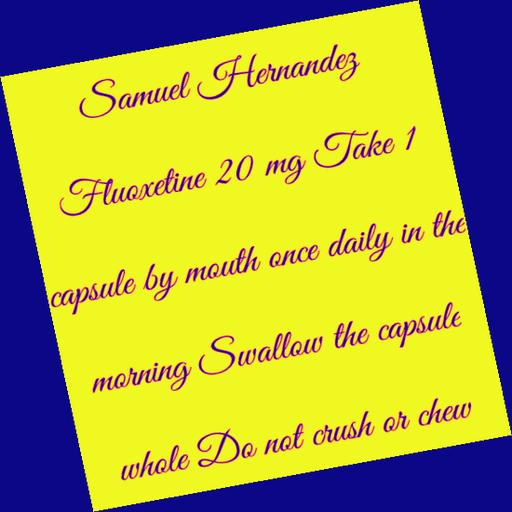 Samuel Hernandez
Fluoxetine 20 mg Take 1
capsule by mouth once daily in the
morning Swallow the capsule
whole Do not crush or chew